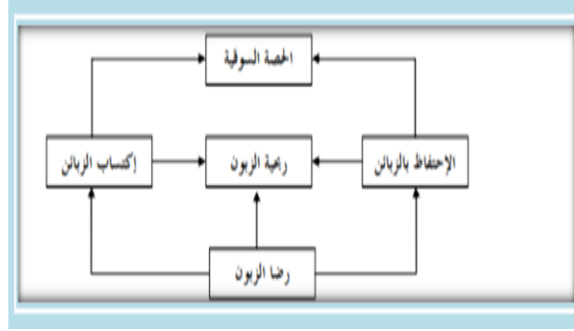 الحصة السوقية
الإحتفاظ بالزبائن
ربحية الزبون
إكتساب الزبائن
رضا الزبون